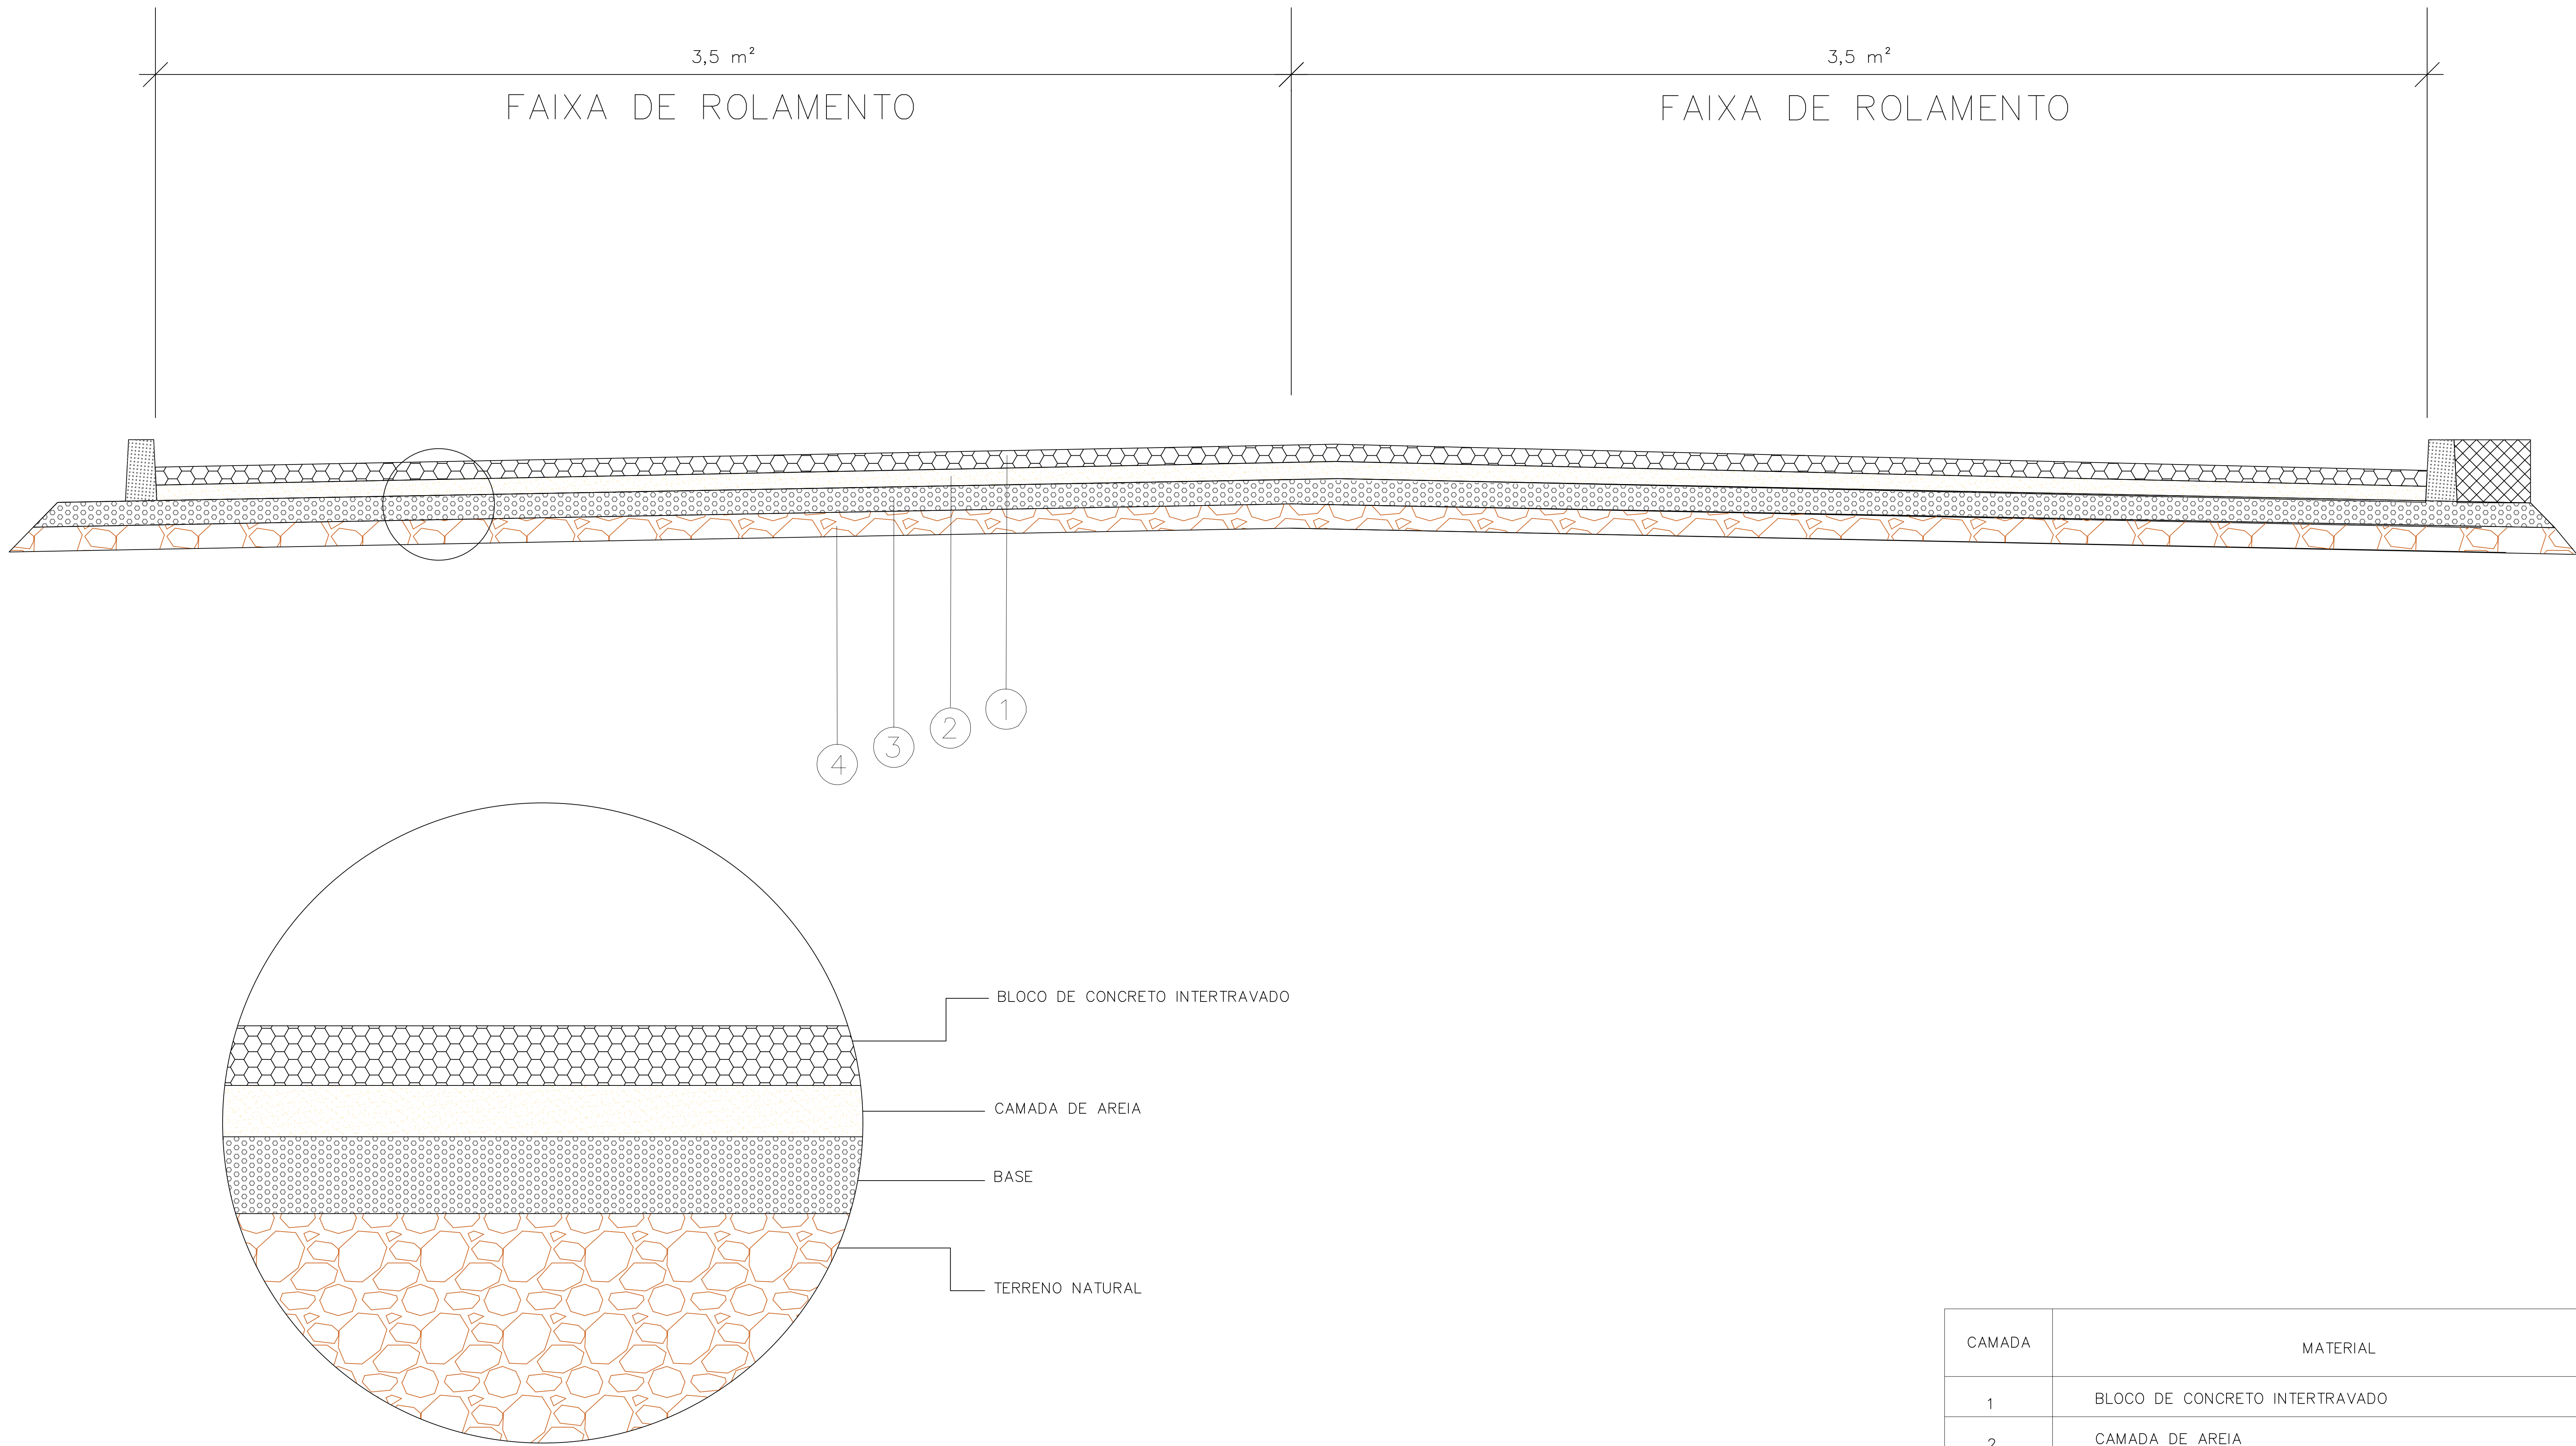 3,5 m²
3,5 m²
FAIXA DE ROLAMENTO
FAIXA DE ROLAMENTO
1
2
3
4
BLOCO DE CONCRETO INTERTRAVADO
CAMADA DE AREIA
BASE
TERRENO NATURAL
CAMADA MATERIAL
1 BLOCO DE CONCRETO INTERTRAVADO
2 CAMADA DE AREIA